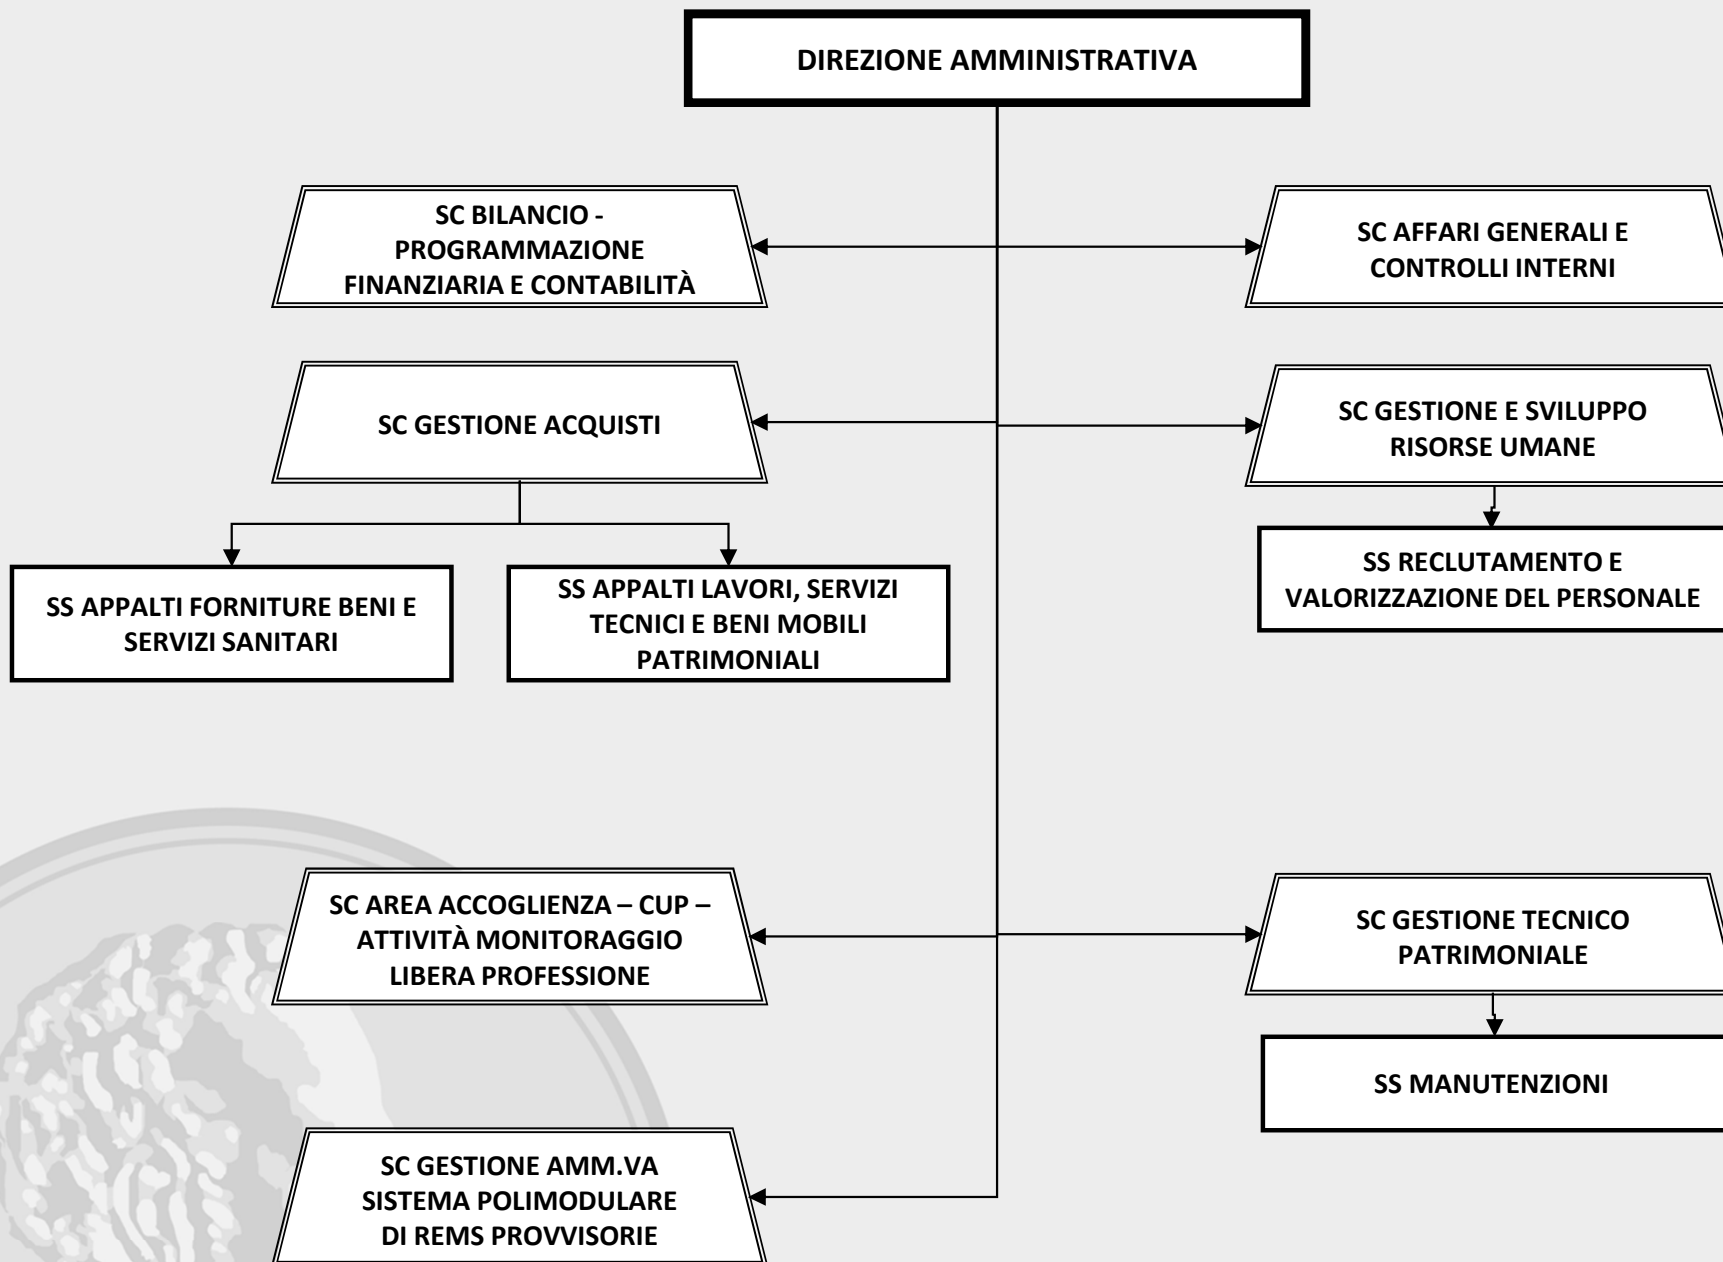 DIREZIONE AMMINISTRATIVA
SC BILANCIO -
PROGRAMMAZIONE
FINANZIARIA E CONTABILITÀ
SC AFFARI GENERALI E
CONTROLLI INTERNI
SC GESTIONE ACQUISTI
SC GESTIONE E SVILUPPO
RISORSE UMANE
SS APPALTI FORNITURE BENI E
SERVIZI SANITARI
SS APPALTI LAVORI, SERVIZI
TECNICI E BENI MOBILI
PATRIMONIALI
SS RECLUTAMENTO E
VALORIZZAZIONE DEL PERSONALE
SC AREA ACCOGLIENZA – CUP –
ATTIVITÀ MONITORAGGIO
LIBERA PROFESSIONE
SC GESTIONE TECNICO
PATRIMONIALE
SS MANUTENZIONI
SC GESTIONE AMM.VA
SISTEMA POLIMODULARE
DI REMS PROVVISORIE